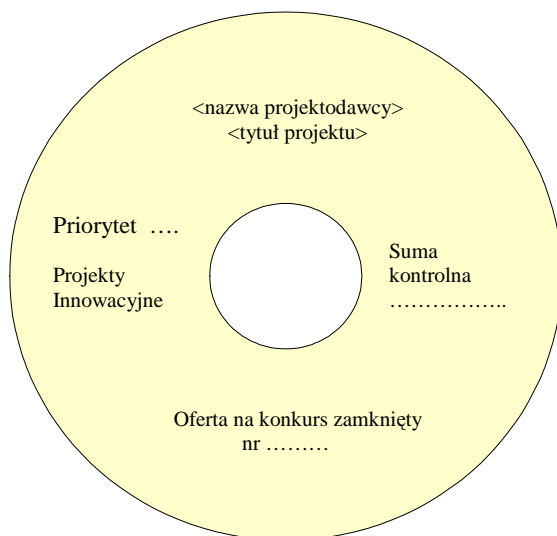 <nazwa projektodawcy>
<tytuł projektu>
Priorytet ….
Projekty
Innowacyjne
Suma
kontrolna
……………..
Oferta na konkurs zamknięty
nr ………